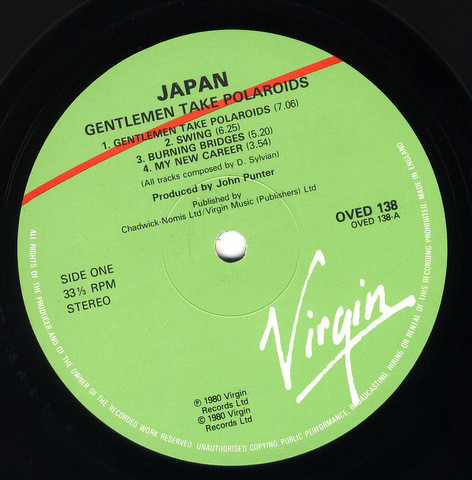 JAPAN
GENTLEMEN TAKE POLAROIDS
1. GENTLEMEN TAKE POLAROIDS (7.06)
2. SWING (6.25)
3. BURNING BRIDGES (5.20)
4. MY NEW CAREER (3.54)
(All tracks composed by D. Sylvian)
Produced by John Punter
Published by
Chadwick-Nomis Ltd/Virgin Music (Publishers) Ltd
OVED 138
OVED 138-A
SIDE ONE
33⅓ RPM
STEREO
Virgin
℗ 1980 Virgin
Records Ltd
© 1980 Virgin
Records Ltd
ALL RIGHTS OF THE PRODUCER AND OF THE OWNER OF THE RECORDED WORK RESERVED. UNAUTHORISED COPYING, PUBLIC PERFORMANCE, BROADCASTING, HIRING OR RENTAL OF THIS RECORDING PROHIBITED. MADE IN ENGLAND